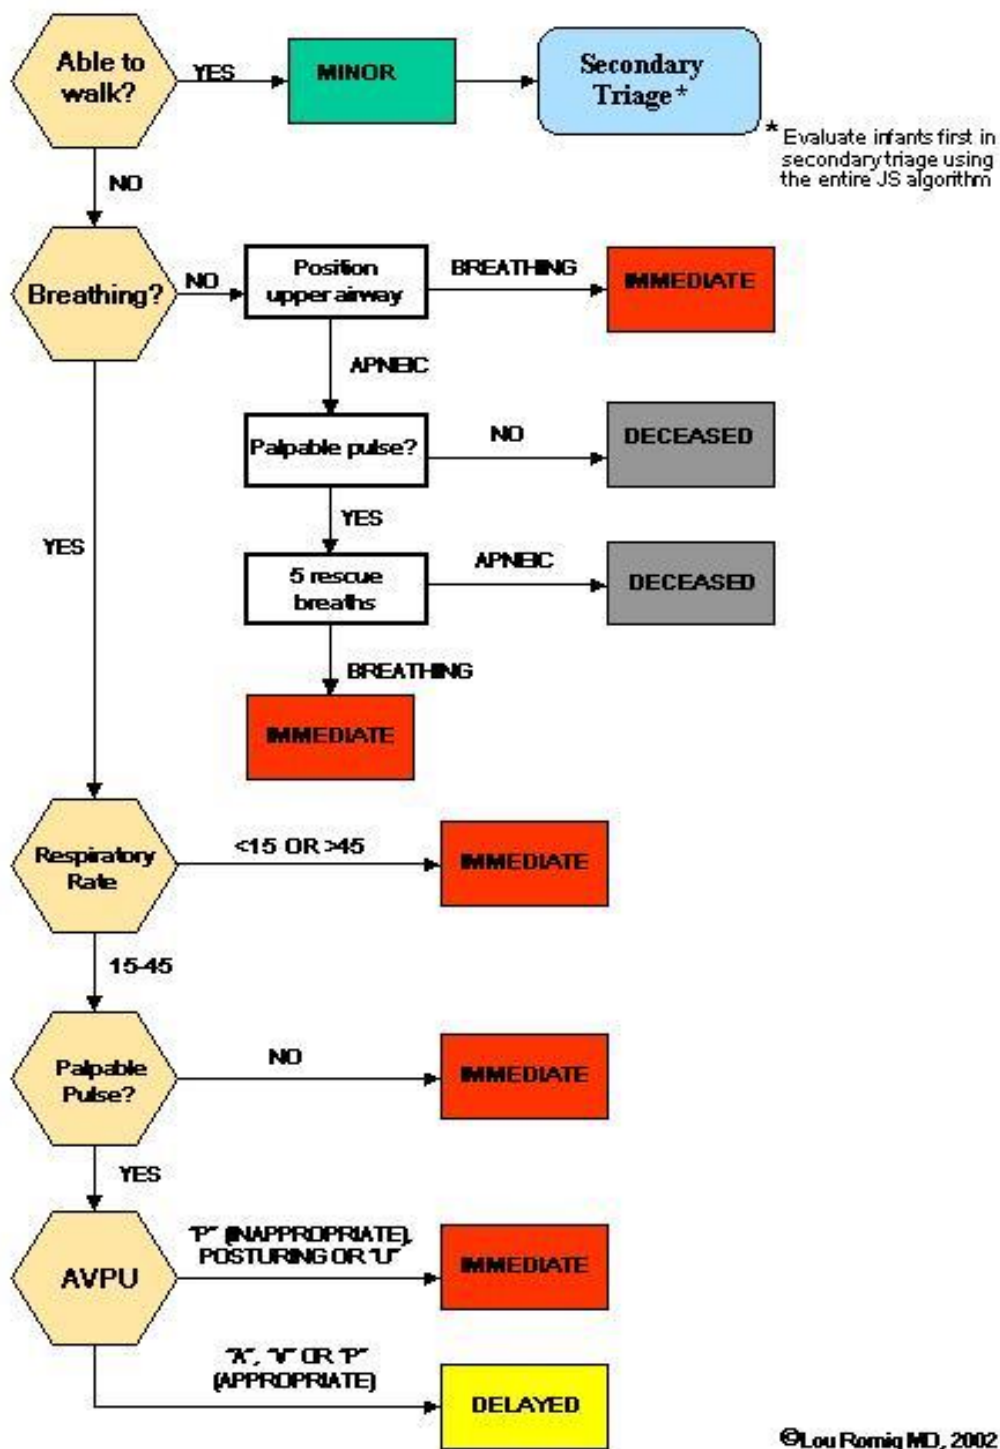 Able to
walk?
YES
MINOR
Secondary
Triage*
* Evaluate infants first in
secondary triage using
the entire JS algorithm
NO
Breathing?
NO
Position
upper airway
BREATHING
IMMEDIATE
APNEIC
Palpable pulse?
NO
DECEASED
YES
YES
5 rescue
breaths
APNEIC
DECEASED
BREATHING
IMMEDIATE
Respiratory
Rate
<15 OR >45
IMMEDIATE
15-45
Palpable
Pulse?
NO
IMMEDIATE
YES
AVPU
"P" (INAPPROPRIATE),
POSTURING OR "U"
IMMEDIATE
"A", "V" OR "P"
(APPROPRIATE)
DELAYED
©Lou Romig MD, 2002